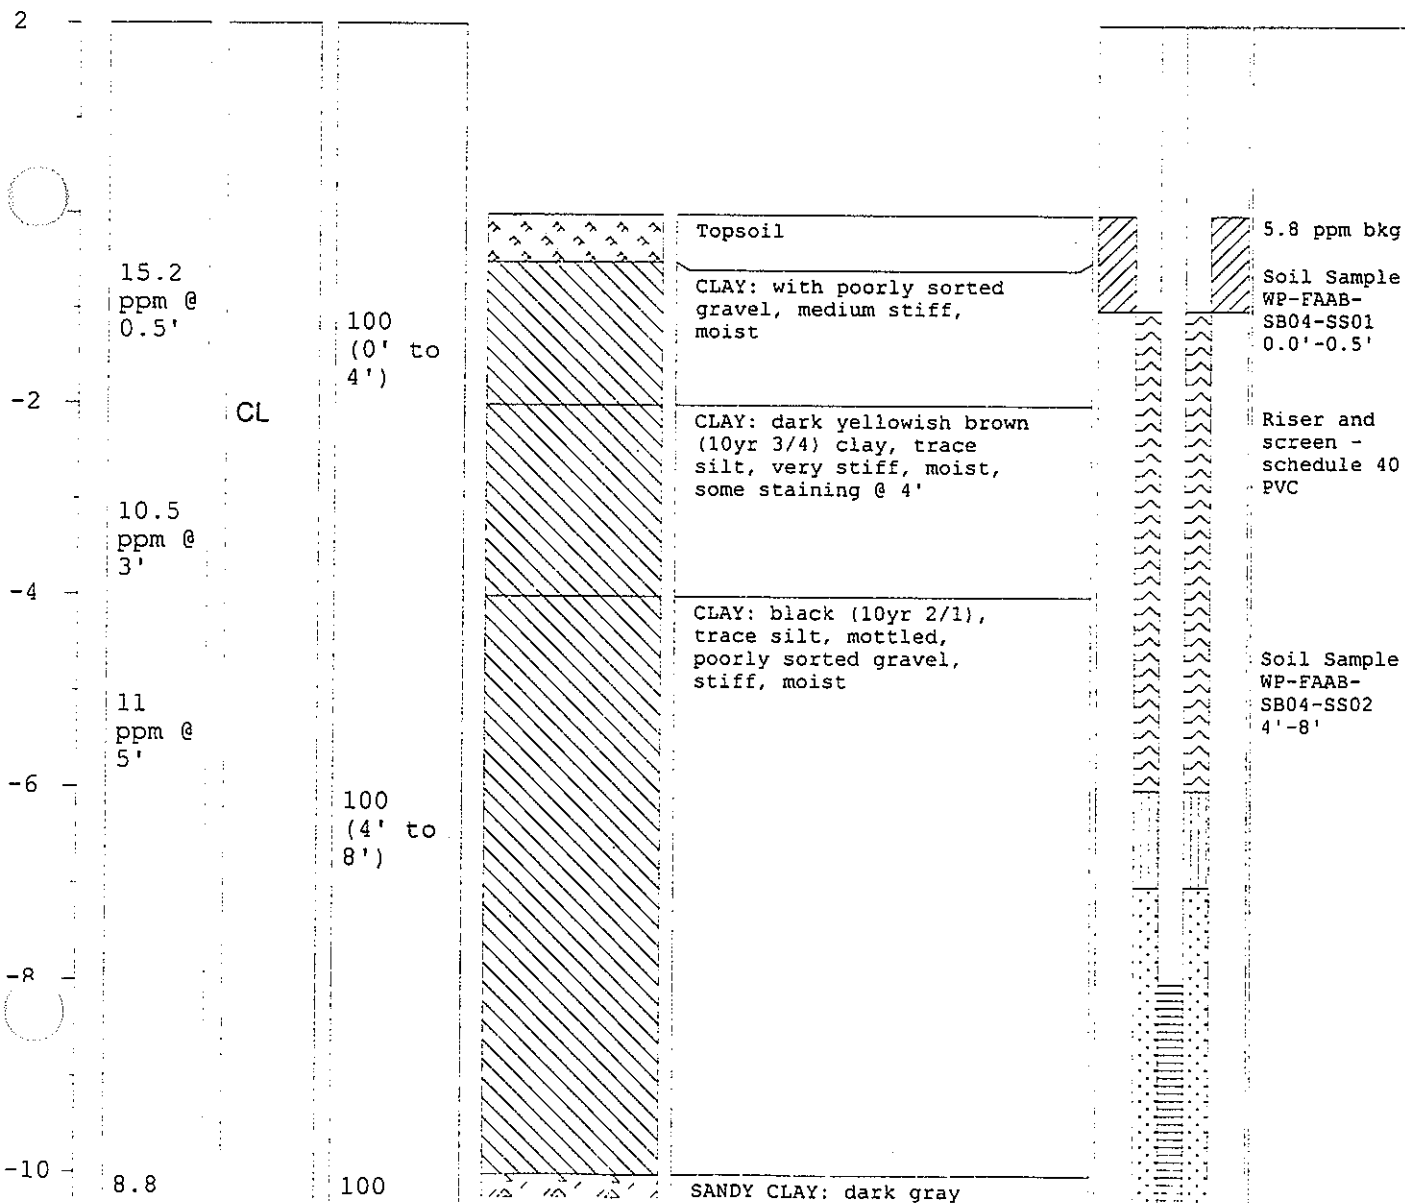 2
Topsoil
5.8 ppm bkg
15.2
ppm @
0.5'
CLAY: with poorly sorted
gravel, medium stiff,
moist
Soil Sample
WP-FAAB-
SB04-SS01
0.0'-0.5'
100
(0' to
4')
-2
CL
CLAY: dark yellowish brown
(10yr 3/4) clay, trace
silt, very stiff, moist,
some staining @ 4'
Riser and
screen -
schedule 40
PVC
10.5
ppm @
3'
-4
CLAY: black (10yr 2/1),
trace silt, mottled,
poorly sorted gravel,
stiff, moist
Soil Sample
WP-FAAB-
SB04-SS02
4'-8'
11
ppm @
5'
-6
100
(4' to
8')
-8
-10
8.8
100
SANDY CLAY: dark gray